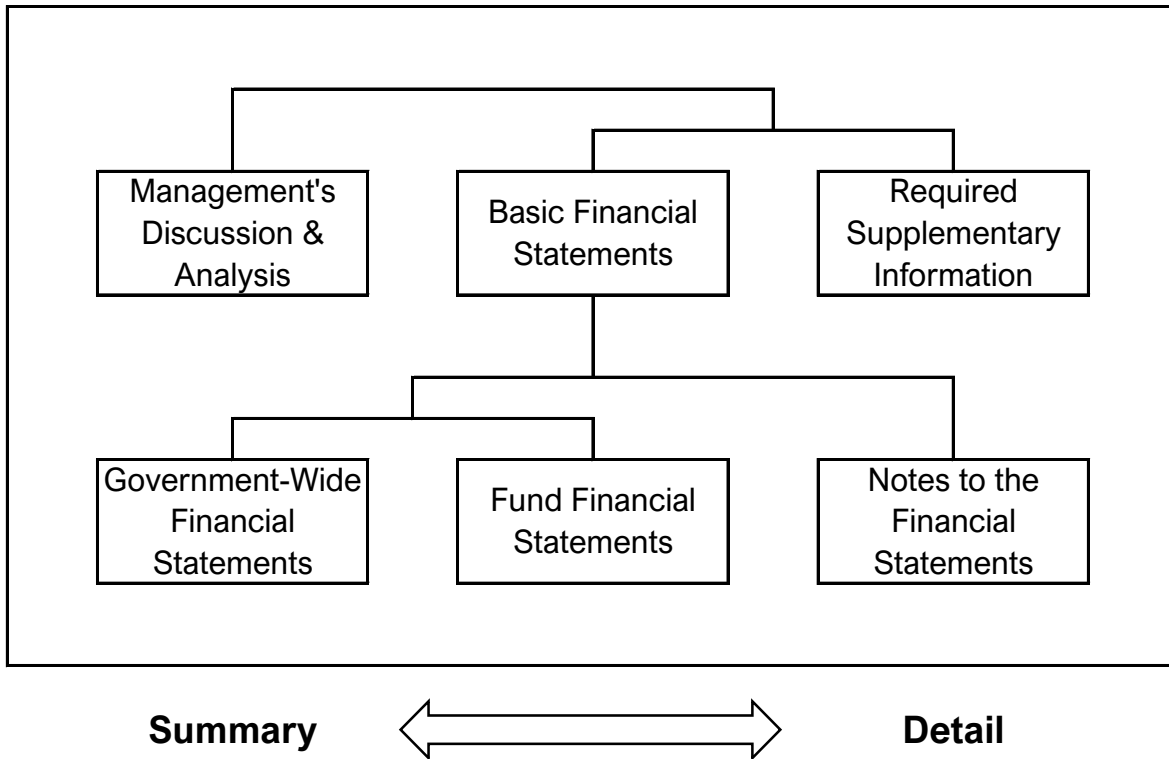 Management's
Discussion &
Analysis
Basic Financial
Statements
Required
Supplementary
Information
Government-Wide
Financial
Statements
Fund Financial
Statements
Notes to the
Financial
Statements
Summary
Detail